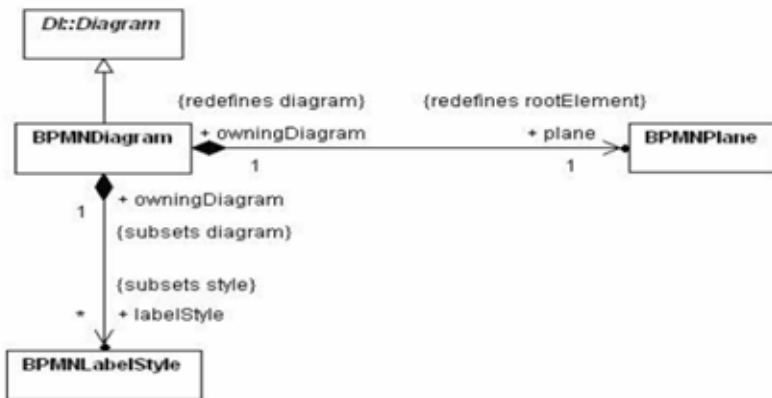 DI::Diagram
{redefines diagram}
{redefines rootElement}
BPMNDiagram
+ owningDiagram
+ plane
BPMNPlane
1
1
1
+ owningDiagram
{subsets diagram}
{subsets style}
*
+ labelStyle
BPMNLabelStyle